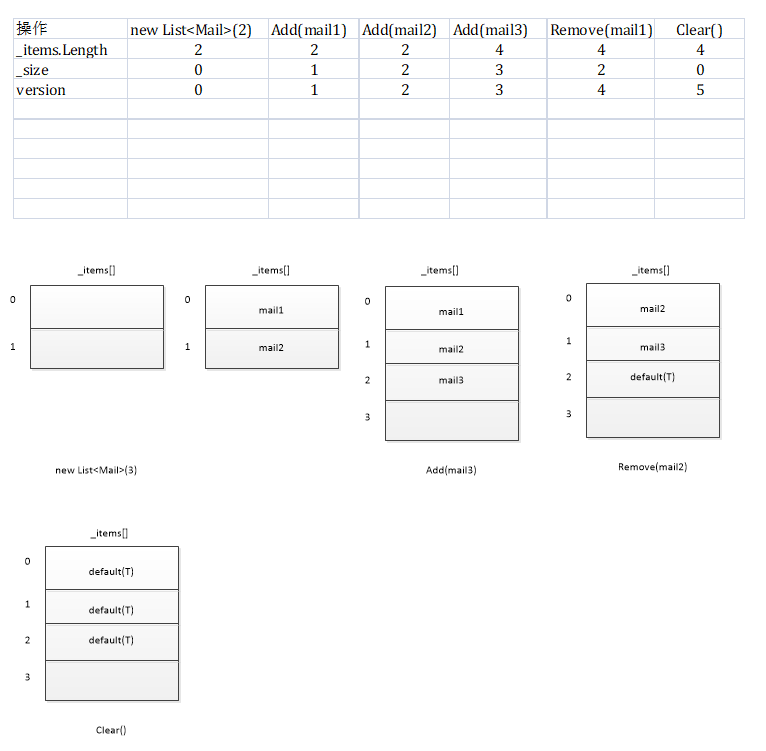 操作 new List<Mail>(2) Add(mail1) Add(mail2) Add(mail3) Remove(mail1) Clear()
_items.Length 2 2 2 4 4 4
_size 0 1 2 3 2 0
version 0 1 2 3 4 5
_items[] _items[] _items[] _items[]
0 0 mail1 0 mail1 0 mail2
1 1 mail2 1 mail2 1 mail3
2 mail3 2 default(T)
3 3
new List<Mail>(3) Add(mail3) Remove(mail2)
_items[]
0 default(T)
1 default(T)
2 default(T)
3
Clear()